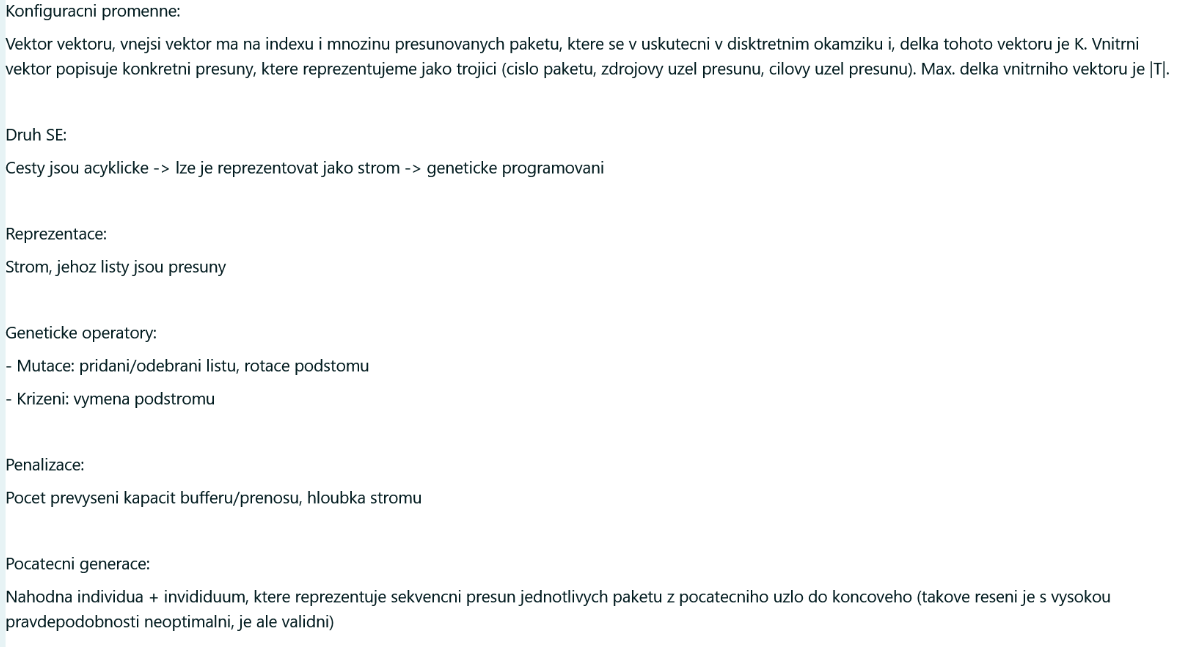 Konfiguracni promenne:
Vektor vektoru, vnejsi vektor ma na indexu i mnozinu presunovanych paketu, ktere se v uskutecni v disktretnim okamziku i, delka tohoto vektoru je K. Vnitrni
vektor popisuje konkretni presuny, ktere reprezentujeme jako trojici (cislo paketu, zdrojovy uzel presunu, cilovy uzel presunu). Max. delka vnitrniho vektoru je |T|.
Druh SE:
Cesty jsou acyklicke -> lze je reprezentovat jako strom -> geneticke programovani
Reprezentace:
Strom, jehoz listy jsou presuny
Geneticke operatory:
- Mutace: pridani/odebrani listu, rotace podstomu
- Krizeni: vymena podstromu
Penalizace:
Pocet prevyseni kapacit bufferu/prenosu, hloubka stromu
Pocatecni generace:
Nahodna individua + invididuum, ktere reprezentuje sekvencni presun jednotlivych paketu z pocatecniho uzlo do koncoveho (takove reseni je s vysokou
pravdepodobnosti neoptimalni, je ale validni)